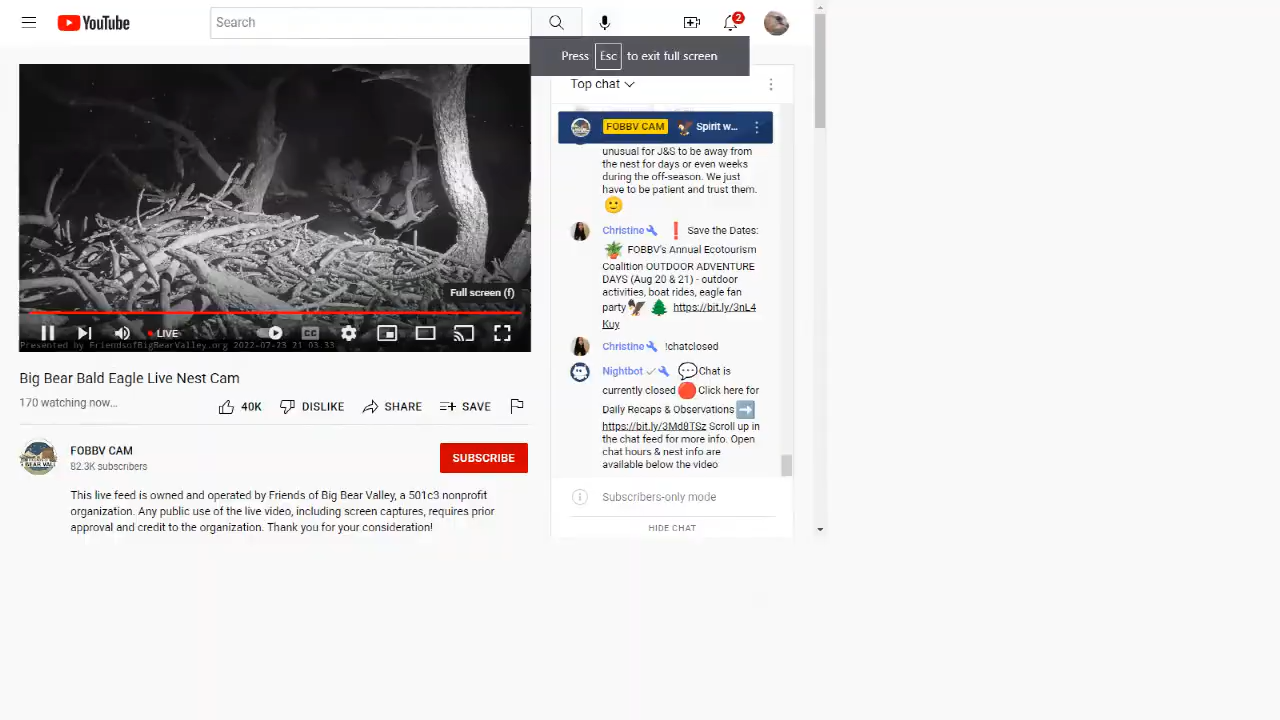 YouTube
Search
2
Press Esc to exit full screen
Top chat
FOBBV CAM Spirit w...
unusual for J&S to be away from
the nest for days or even weeks
during the off-season. We just
have to be patient and trust them.
Christine Save the Dates:
FOBBV's Annual Ecotourism
Coalition OUTDOOR ADVENTURE
DAYS (Aug 20 & 21) - outdoor
activities, boat rides, eagle fan
party https://bit.ly/3nL4
Kuy
Christine !chatclosed
Nightbot Chat is
currently closed Click here for
Daily Recaps & Observations
https://bit.ly/3Md8TSz Scroll up in
the chat feed for more info. Open
chat hours & nest info are
available below the video
Subscribers-only mode
HIDE CHAT
Full screen (f)
LIVE
CC
Presented by FriendsofBigBearValley.org 2022-07-23 21 03.33
Big Bear Bald Eagle Live Nest Cam
170 watching now...
40K
DISLIKE
SHARE
SAVE
FOBBV CAM
82.3K subscribers
SUBSCRIBE
This live feed is owned and operated by Friends of Big Bear Valley, a 501c3 nonprofit
organization. Any public use of the live video, including screen captures, requires prior
approval and credit to the organization. Thank you for your consideration!